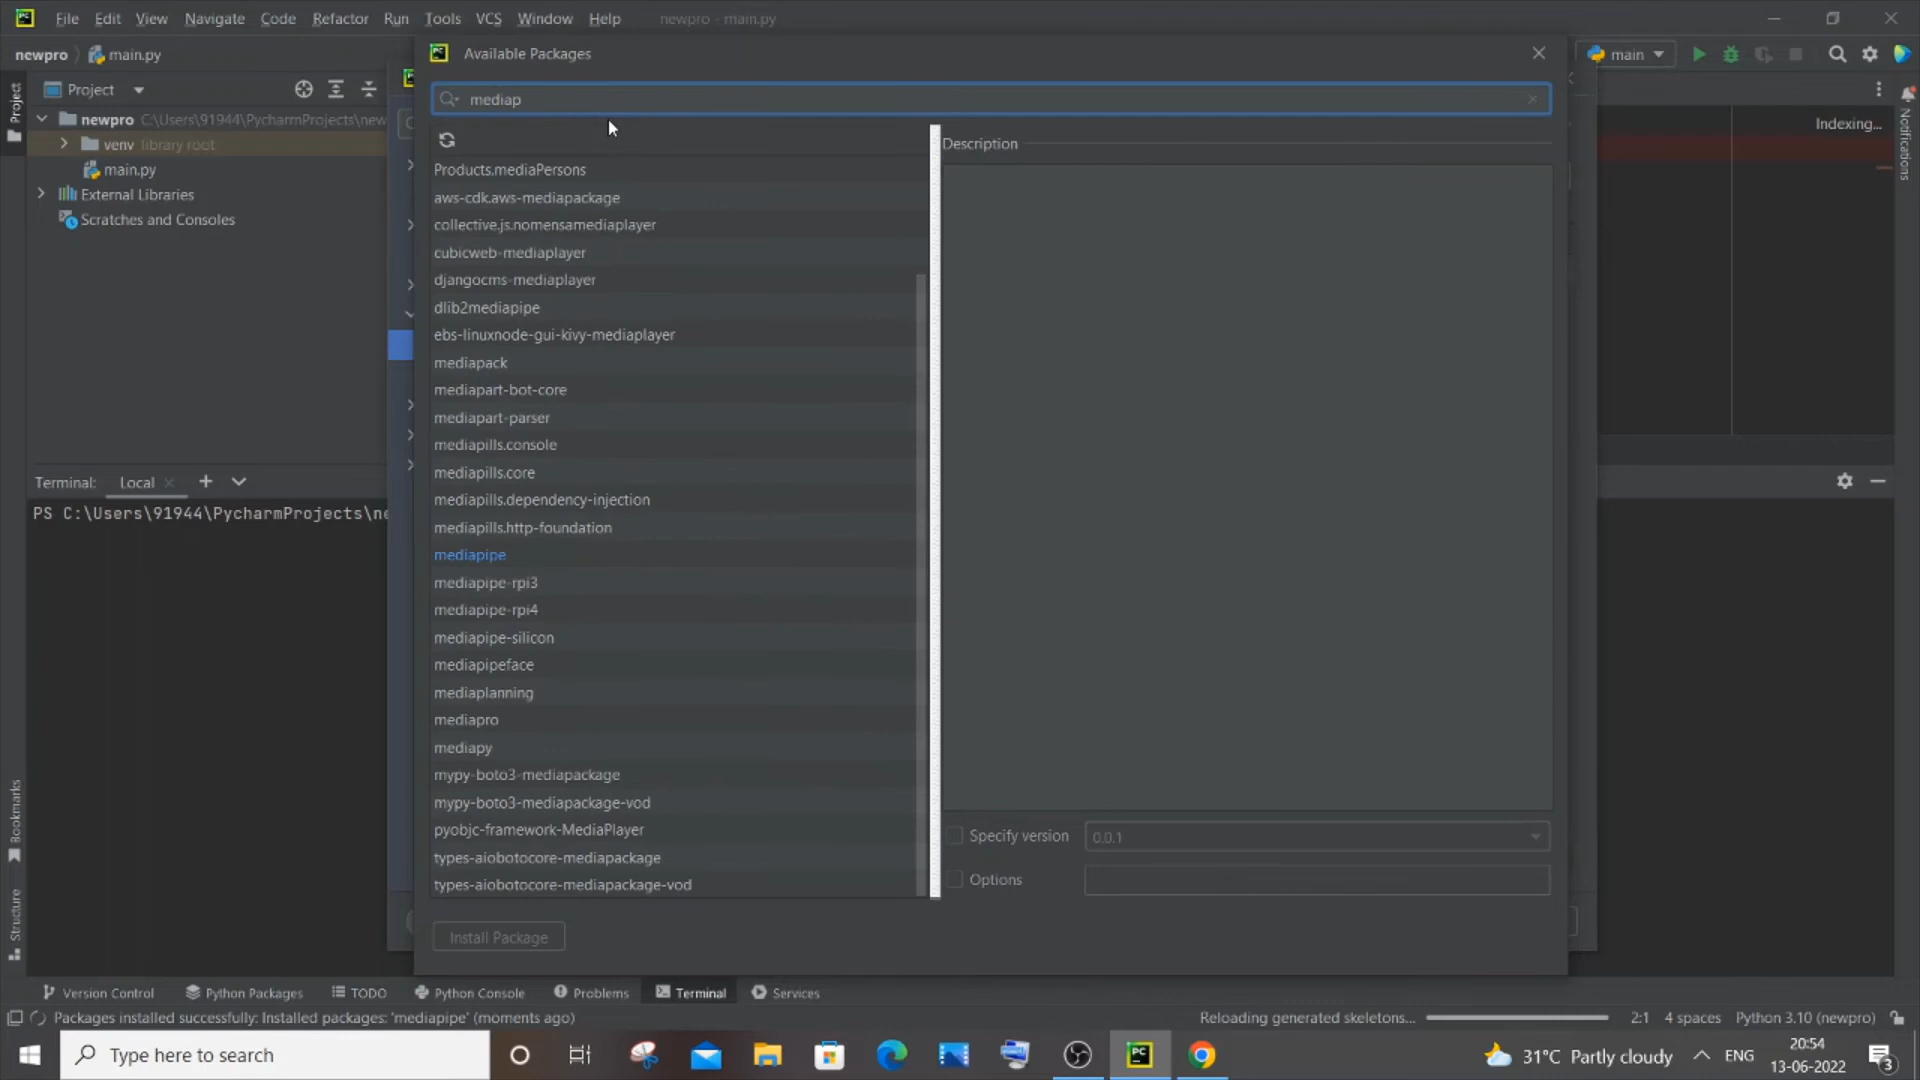 File Edit View Navigate Code Refactor Run Tools VCS Window Help newpro - main.py
newpro main.py
Available Packages
main
Project
mediap
newpro C:\Users\91944\PycharmProjects\new
Indexing...
venv library root
main.py
External Libraries
Scratches and Consoles
Description
Products.mediaPersons
aws-cdk.aws-mediapackage
collective.js.nomensamediaplayer
cubicweb-mediaplayer
djangocms-mediaplayer
dlib2mediapipe
ebs-linuxnode-gui-kivy-mediaplayer
mediapack
mediapart-bot-core
mediapart-parser
mediapills.console
mediapills.core
mediapills.dependency-injection
mediapills.http-foundation
mediapipe
mediapipe-rpi3
mediapipe-rpi4
mediapipe-silicon
mediapipeface
mediaplanning
mediapro
mediapy
mypy-boto3-mediapackage
mypy-boto3-mediapackage-vod
pyobjc-framework-MediaPlayer
types-aiobotocore-mediapackage
types-aiobotocore-mediapackage-vod
Specify version 0.0.1
Options
Install Package
Project
Notifications
Terminal: Local
PS C:\Users\91944\PycharmProjects\ne
Bookmarks
Structure
Version Control Python Packages TODO Python Console Problems Terminal Services
Packages installed successfully: Installed packages: 'mediapipe' (moments ago) Reloading generated skeletons... 2:1 4 spaces Python 3.10 (newpro)
Type here to search 31°C Partly cloudy ENG 20:54
13-06-2022 3